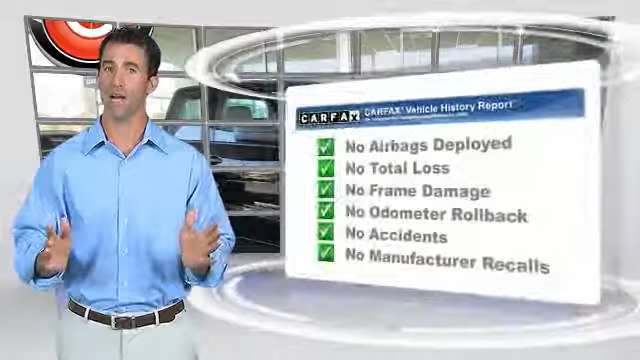 CARFAX CARFAX Vehicle History Report
No Airbags Deployed
No Total Loss
No Frame Damage
No Odometer Rollback
No Accidents
No Manufacturer Recalls